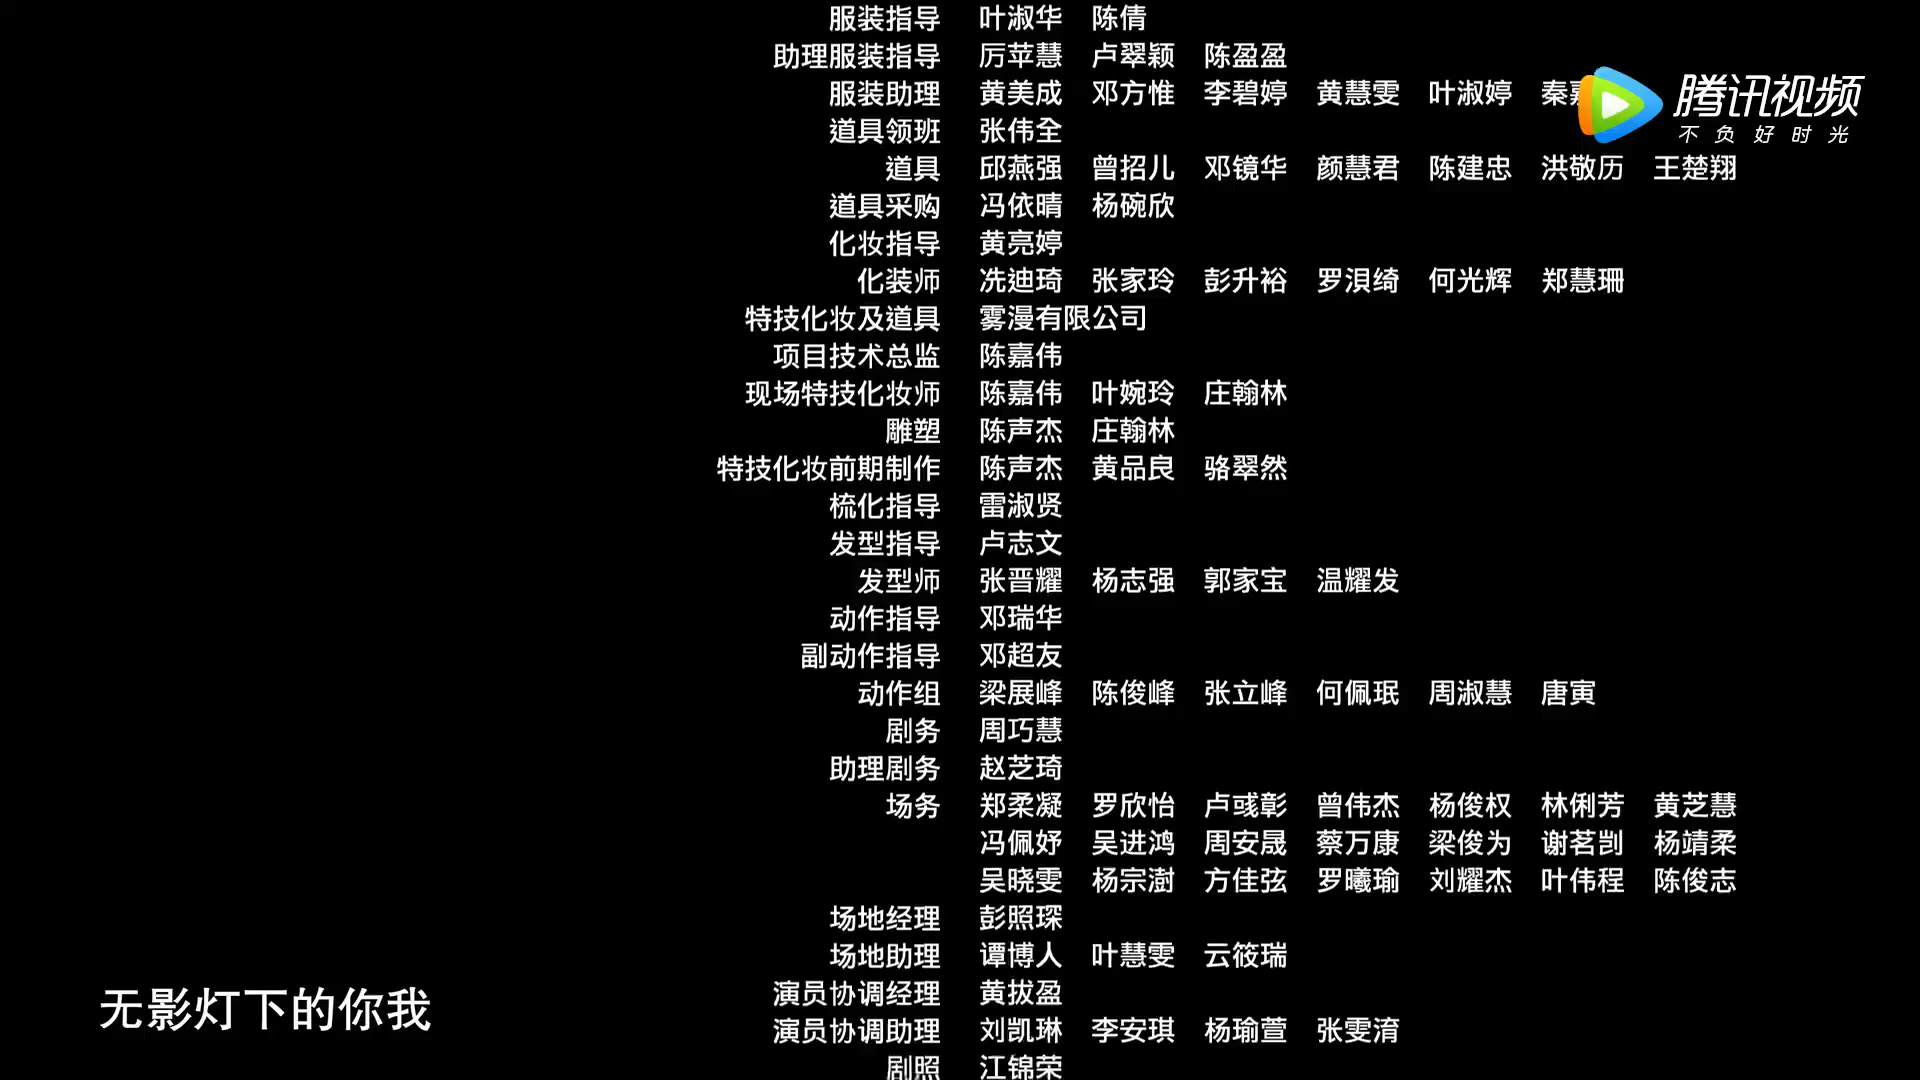 服装指导 叶淑华 陈倩
助理服装指导 厉苹慧 卢翠颖 陈盈盈
服装助理 黄美成 邓方惟 李碧婷 黄慧雯 叶淑婷 秦
腾讯视频
不负好时光
道具领班 张伟全
道具 邱燕强 曾招儿 邓镜华 颜慧君 陈建忠 洪敬历 王楚翔
道具采购 冯依晴 杨碗欣
化妆指导 黄亮婷
化装师 冼迪琦 张家玲 彭升裕 罗浿绮 何光辉 郑慧珊
特技化妆及道具 雾漫有限公司
项目技术总监 陈嘉伟
现场特技化妆师 陈嘉伟 叶婉玲 庄翰林
雕塑 陈声杰 庄翰林
特技化妆前期制作 陈声杰 黄品良 骆翠然
梳化指导 雷淑贤
发型指导 卢志文
发型师 张晋耀 杨志强 郭家宝 温耀发
动作指导 邓瑞华
副动作指导 邓超友
动作组 梁展峰 陈俊峰 张立峰 何佩珉 周淑慧 唐寅
剧务 周巧慧
助理剧务 赵芝琦
场务 郑柔凝 罗欣怡 卢彧彰 曾伟杰 杨俊权 林俐芳 黄芝慧
冯佩妤 吴进鸿 周安晟 蔡万康 梁俊为 谢茗剀 杨靖柔
吴晓雯 杨宗澍 方佳弦 罗曦瑜 刘耀杰 叶伟程 陈俊志
场地经理 彭照琛
场地助理 谭博人 叶慧雯 云筱瑞
演员协调经理 黄拔盈
演员协调助理 刘凯琳 李安琪 杨瑜萱 张雯淯
剧照 江锦荣
无影灯下的你我